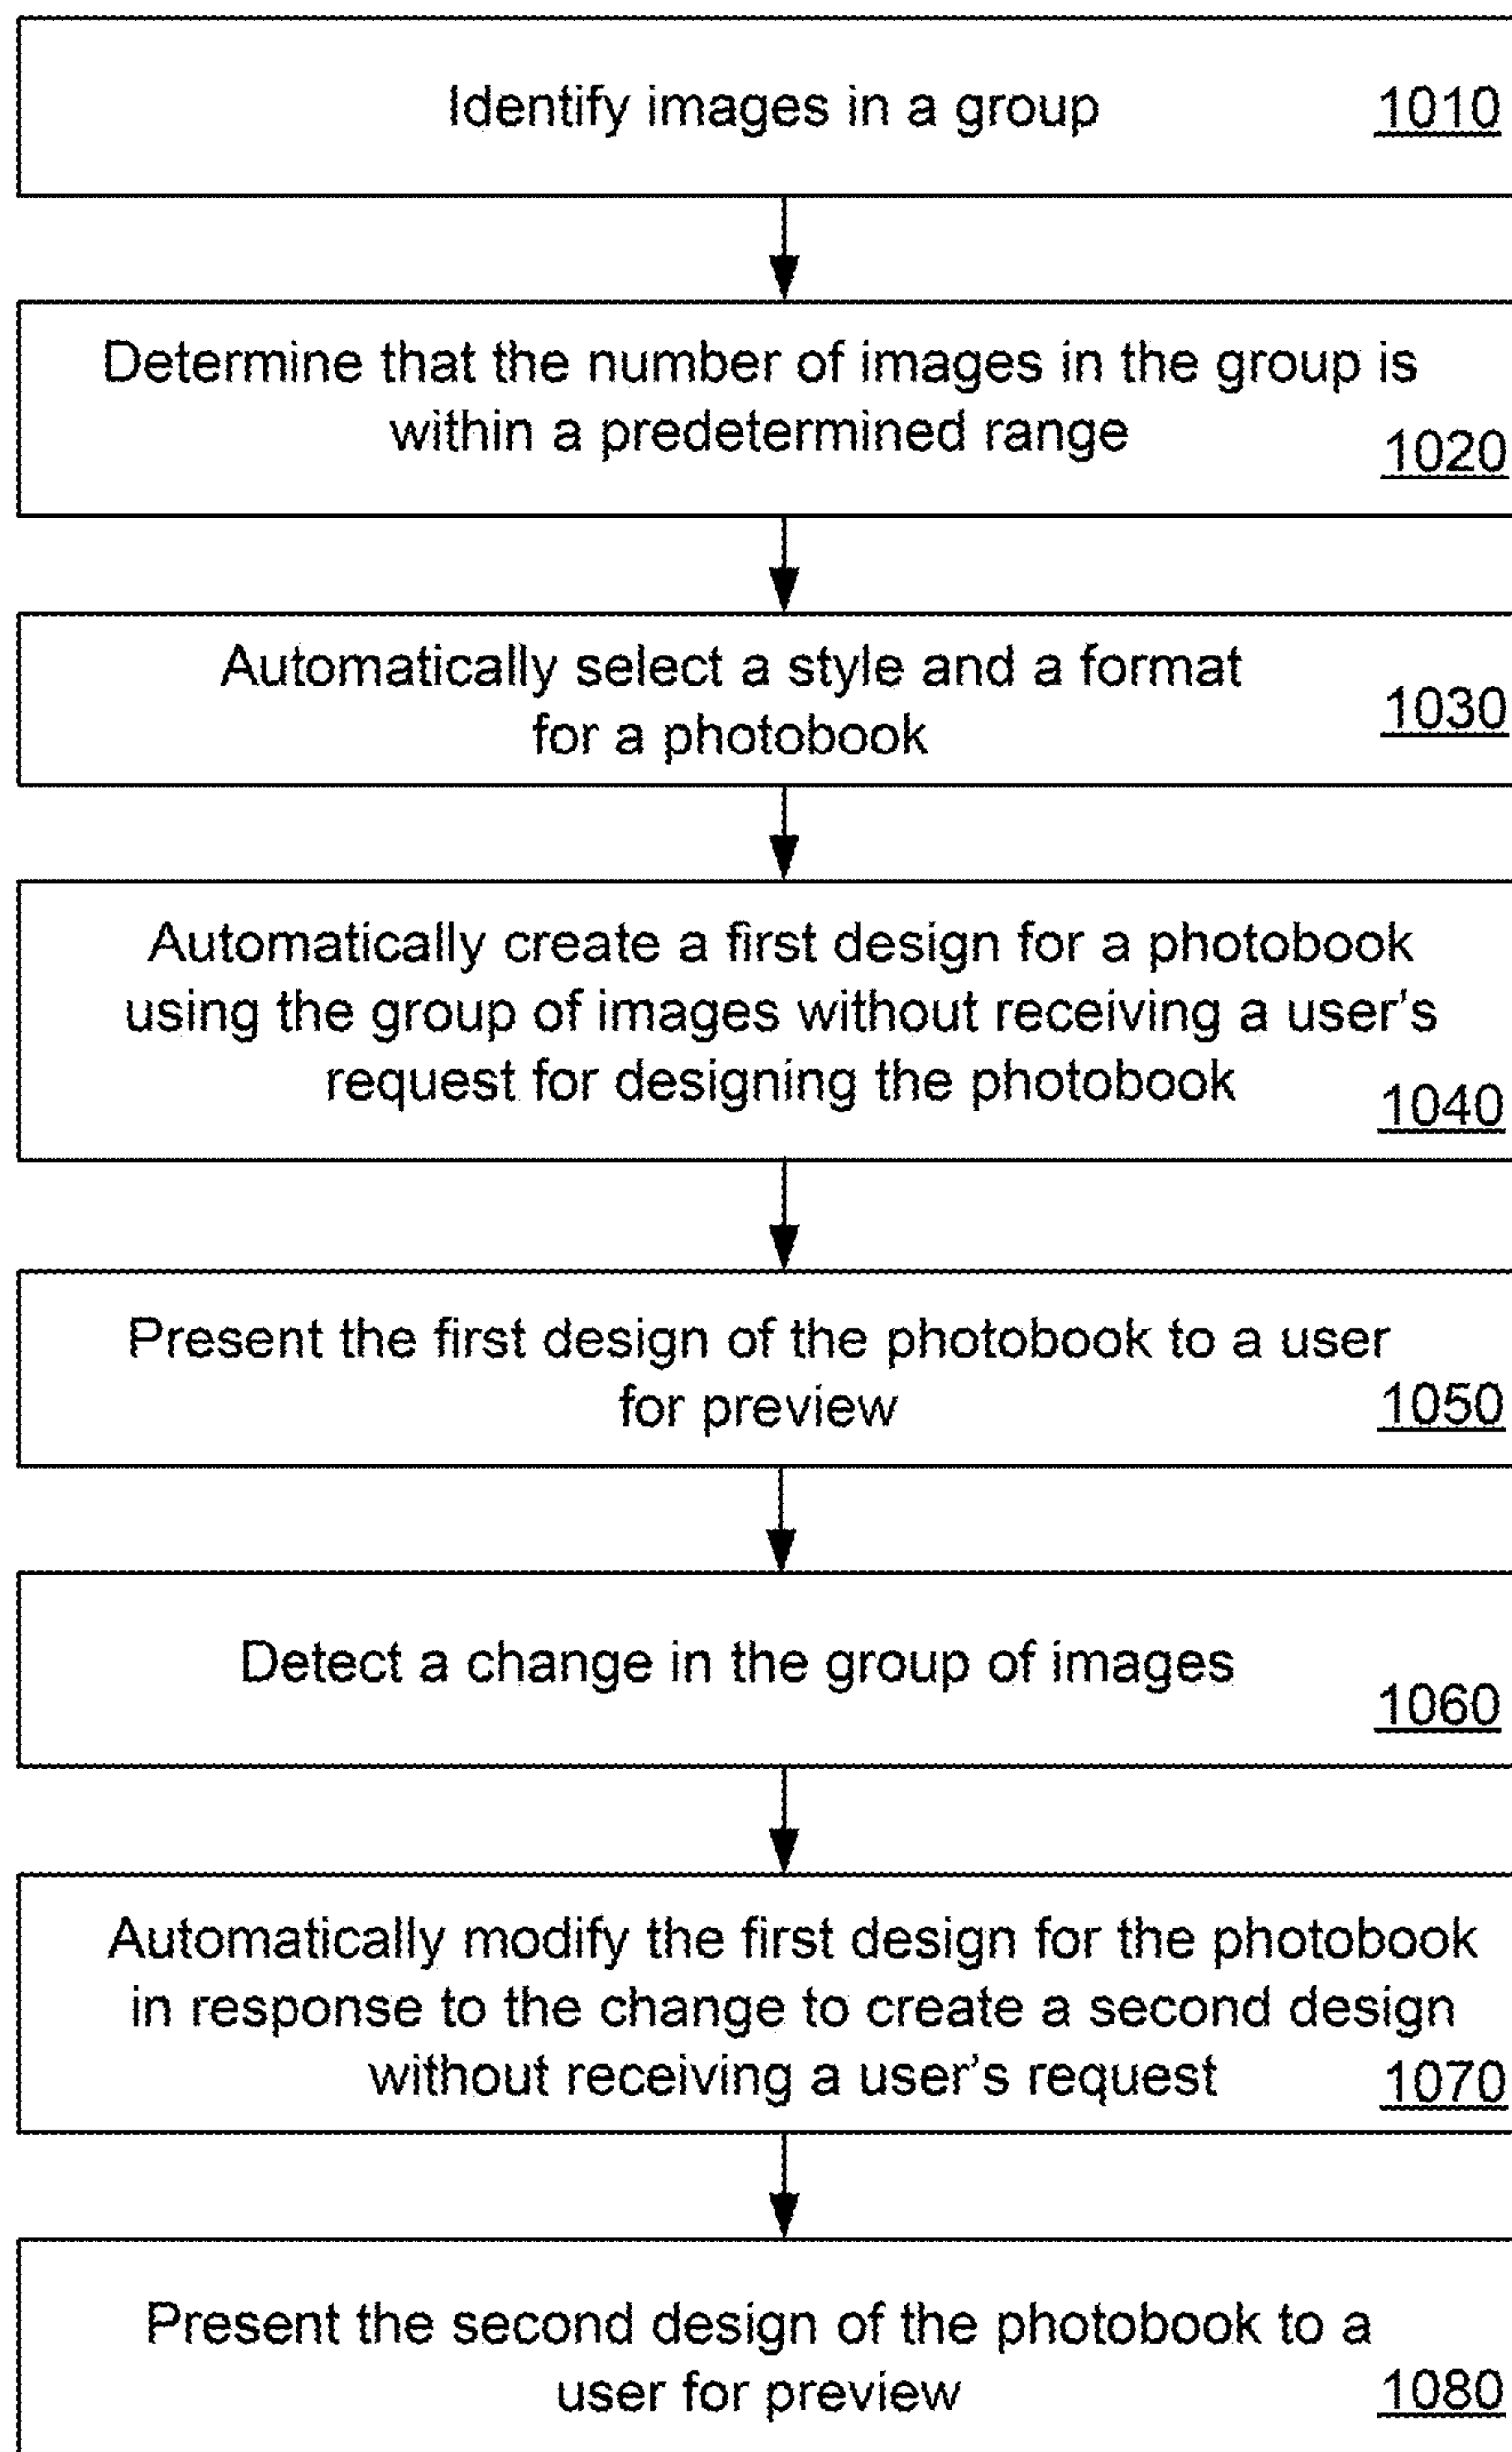 Identify images in a group
1010
Determine that the number of images in the group is
within a predetermined range
1020
Automatically select a style and a format
for a photobook
1030
Automatically create a first design for a photobook
using the group of images without receiving a user's
request for designing the photobook
1040
Present the first design of the photobook to a user
for preview
1050
Detect a change in the group of images
1060
Automatically modify the first design for the photobook
in response to the change to create a second design
without receiving a user's request
1070
Present the second design of the photobook to a
user for preview
1080